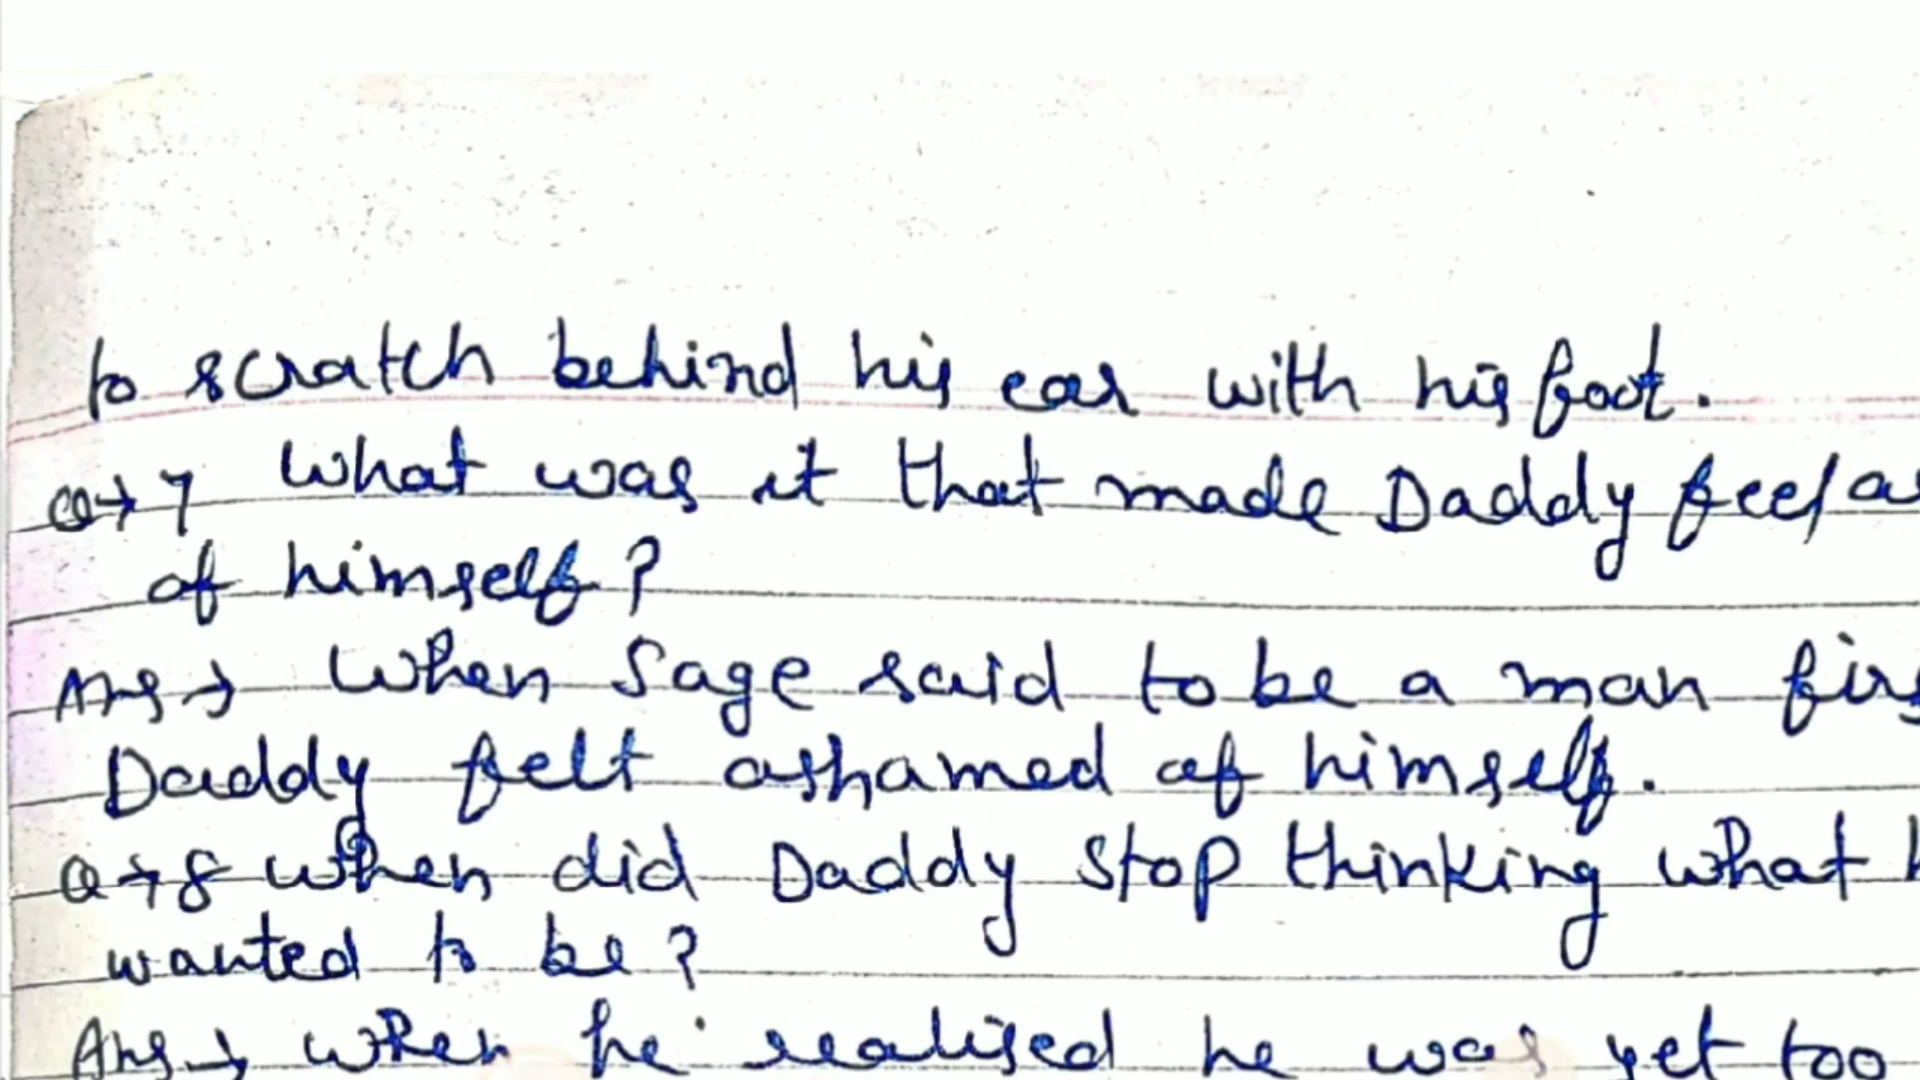 to scratch behind his ear with his foot.
Q→7 What was it that made Daddy feel
of himself?
Ans→ When Sage said to be a man
Daddy felt ashamed of himself.
Q→8 When did Daddy stop thinking what
wanted to be?
Ans→ When he realised he was yet too